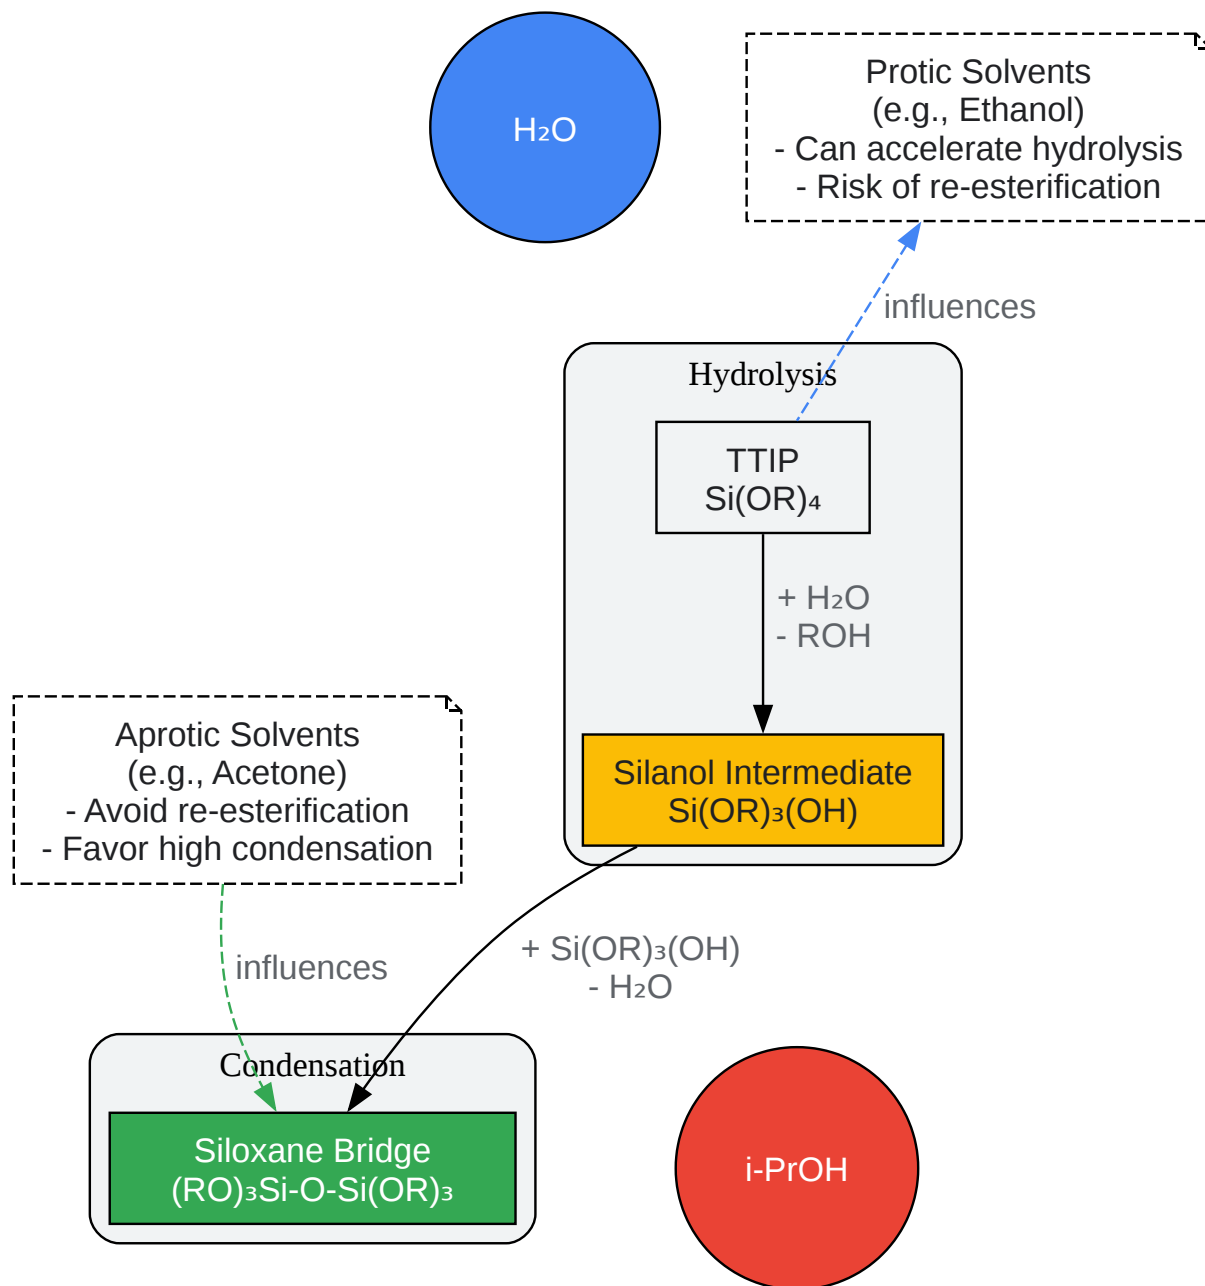 H₂O
Protic Solvents
(e.g., Ethanol)
- Can accelerate hydrolysis
- Risk of re-esterification
influences
Hydrolysis
TTIP
Si(OR)₄
+ H₂O
- ROH
Silanol Intermediate
Si(OR)₃(OH)
Aprotic Solvents
(e.g., Acetone)
- Avoid re-esterification
- Favor high condensation
influences
+ Si(OR)₃(OH)
- H₂O
Condensation
Siloxane Bridge
(RO)₃Si-O-Si(OR)₃
i-PrOH